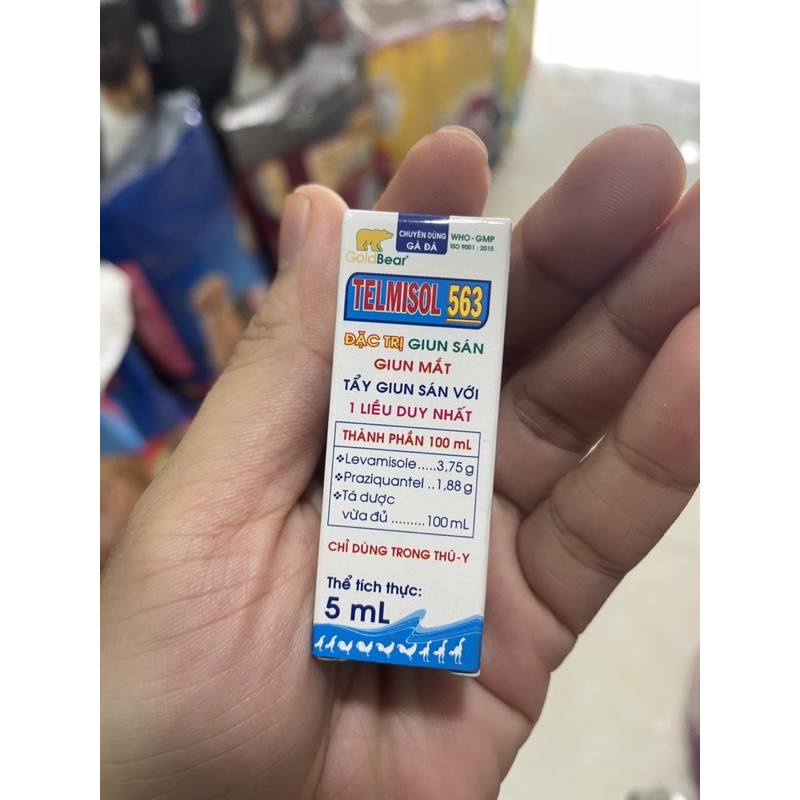 CHUYÊN DÙNG
GÀ ĐÁ
WHO-GMP
ISO 9001 : 2015
GoldBear®
TELMISOL 563
ĐẶC TRỊ GIUN SÁN
GIUN MẮT
TẨY GIUN SÁN VỚI
1 LIỀU DUY NHẤT
THÀNH PHẦN 100 mL
❖Levamisole.....3,75 g
❖Praziquantel ..1,88 g
❖Tá dược
vừa đủ .........100 mL
CHỈ DÙNG TRONG THÚ-Y
Thể tích thực:
5 mL